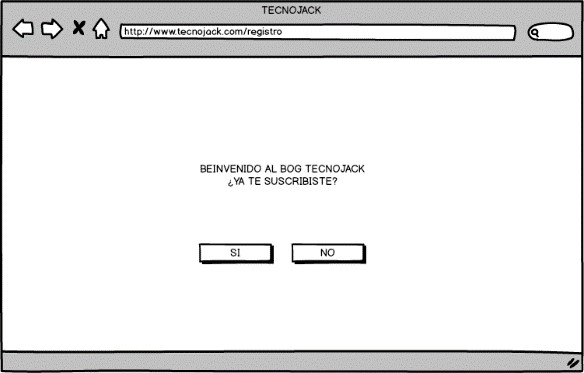 TECNOJACK
http://www.tecnojack.com/registro
BEINVENIDO AL BOG TECNOJACK
¿YA TE SUSCRIBISTE?
SI
NO